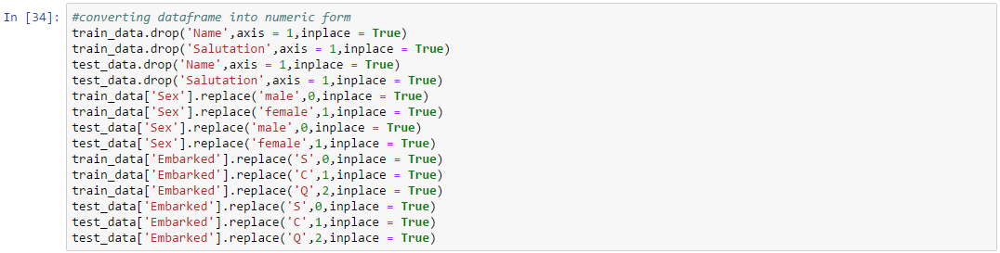 In [34]: #converting dataframe into numeric form
train_data.drop('Name',axis = 1,inplace = True)
train_data.drop('Salutation',axis = 1,inplace = True)
test_data.drop('Name',axis = 1,inplace = True)
test_data.drop('Salutation',axis = 1,inplace = True)
train_data['Sex'].replace('male',0,inplace = True)
train_data['Sex'].replace('female',1,inplace = True)
test_data['Sex'].replace('male',0,inplace = True)
test_data['Sex'].replace('female',1,inplace = True)
train_data['Embarked'].replace('S',0,inplace = True)
train_data['Embarked'].replace('C',1,inplace = True)
train_data['Embarked'].replace('Q',2,inplace = True)
test_data['Embarked'].replace('S',0,inplace = True)
test_data['Embarked'].replace('C',1,inplace = True)
test_data['Embarked'].replace('Q',2,inplace = True)